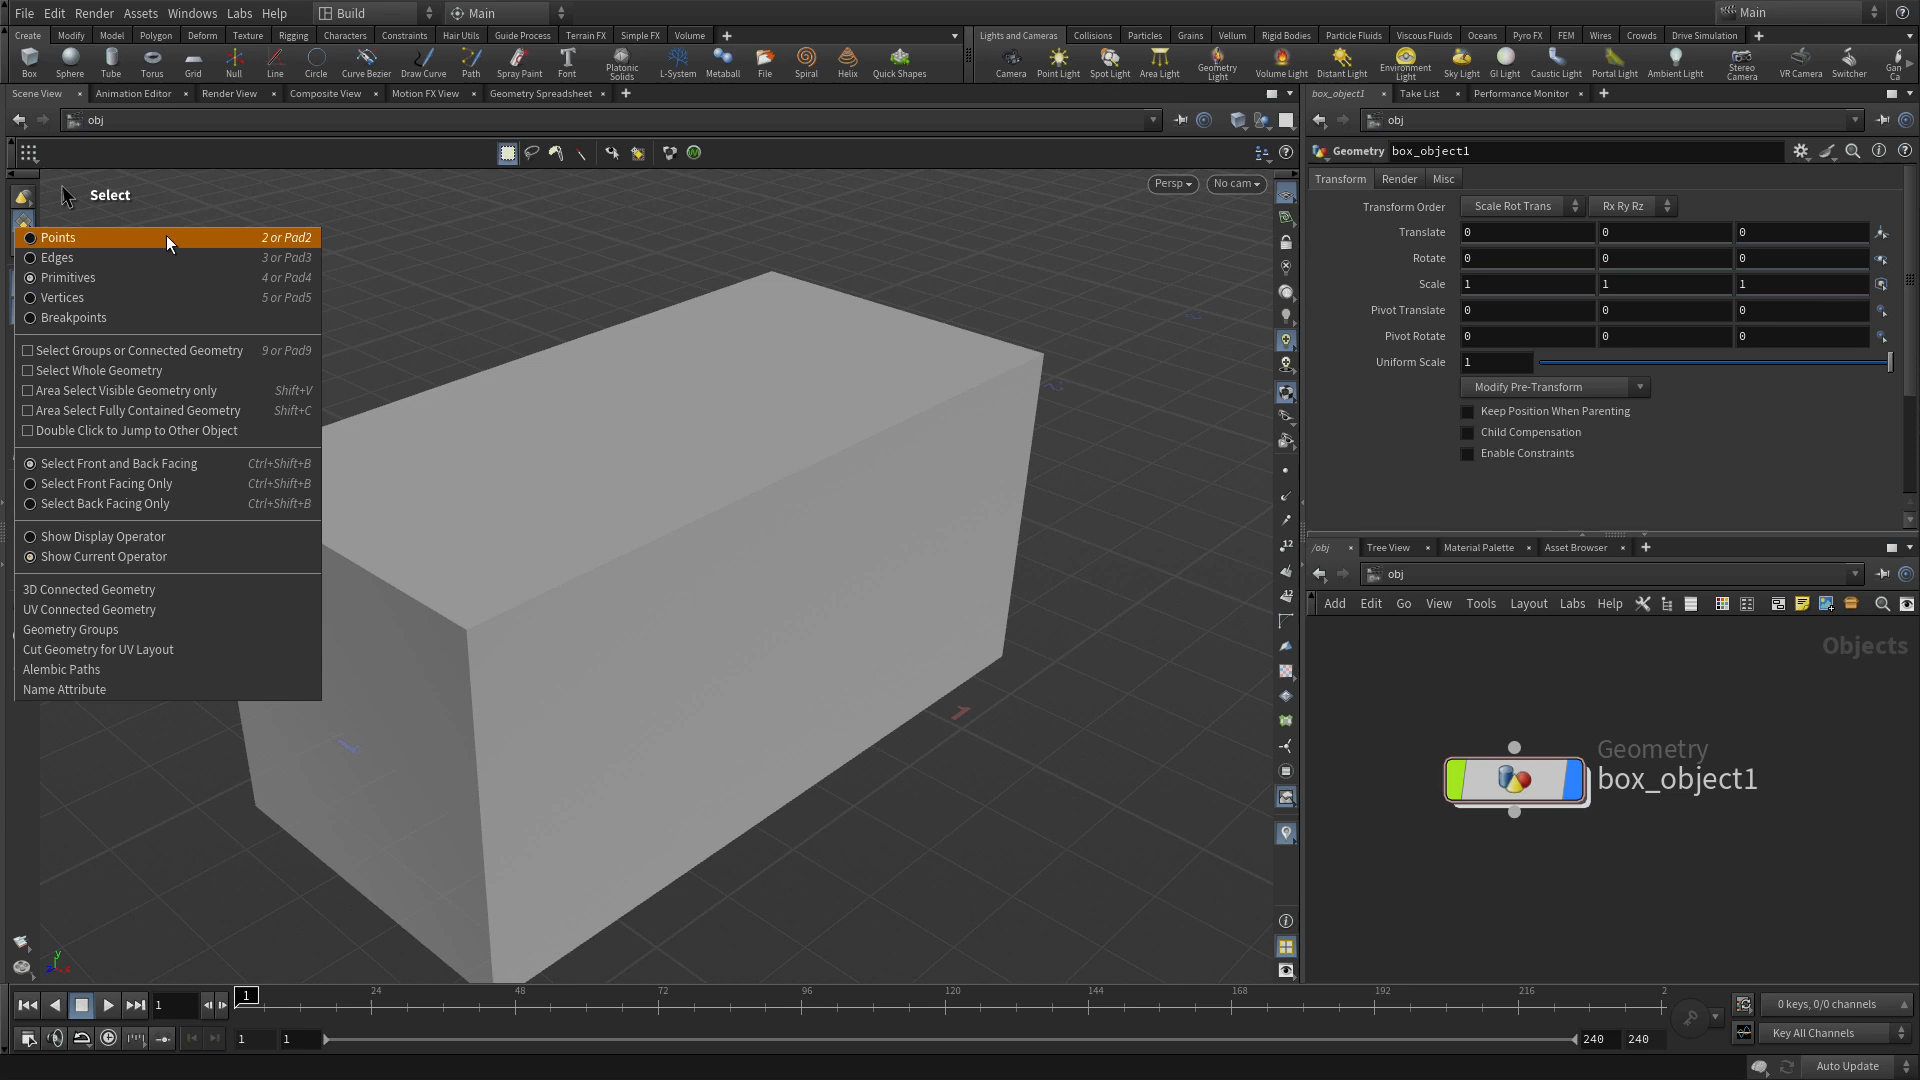 File Edit Render Assets Windows Labs Help Build Main Main
Create Modify Model Polygon Deform Texture Rigging Characters Constraints Hair Utils Guide Process Terrain FX Simple FX Volume
Lights and Cameras Collisions Particles Grains Vellum Rigid Bodies Particle Fluids Viscous Fluids Oceans Pyro FX FEM Wires Crowds Drive Simulation
Box Sphere Tube Torus Grid Null Line Circle Curve Bezier Draw Curve Path Spray Paint Font Platonic Solids L-System Metaball File Spiral Helix Quick Shapes
Camera Point Light Spot Light Area Light Geometry Light Volume Light Distant Light Environment Light Sky Light GI Light Caustic Light Portal Light Ambient Light Stereo Camera VR Camera Switcher Gan Ca
Scene View Animation Editor Render View Composite View Motion FX View Geometry Spreadsheet
box_object1 Take List Performance Monitor
obj
obj
Geometry box_object1
Transform Render Misc
Select
Persp No cam
Points 2 or Pad2
Edges 3 or Pad3
Primitives 4 or Pad4
Vertices 5 or Pad5
Breakpoints
Select Groups or Connected Geometry 9 or Pad9
Select Whole Geometry
Area Select Visible Geometry only Shift+V
Area Select Fully Contained Geometry Shift+C
Double Click to Jump to Other Object
Select Front and Back Facing Ctrl+Shift+B
Select Front Facing Only Ctrl+Shift+B
Select Back Facing Only Ctrl+Shift+B
Show Display Operator
Show Current Operator
3D Connected Geometry
UV Connected Geometry
Geometry Groups
Cut Geometry for UV Layout
Alembic Paths
Name Attribute
Transform Order Scale Rot Trans Rx Ry Rz
Translate 0 0 0
Rotate 0 0 0
Scale 1 1 1
Pivot Translate 0 0 0
Pivot Rotate 0 0 0
Uniform Scale 1
Modify Pre-Transform
Keep Position When Parenting
Child Compensation
Enable Constraints
12
12
1
y
x
/obj Tree View Material Palette Asset Browser
obj
Add Edit Go View Tools Layout Labs Help
Objects
Geometry
box_object1
1 1 24 48 72 96 120 144 168 192 216 2
0 keys, 0/0 channels
1 1 240 240
Key All Channels
Auto Update